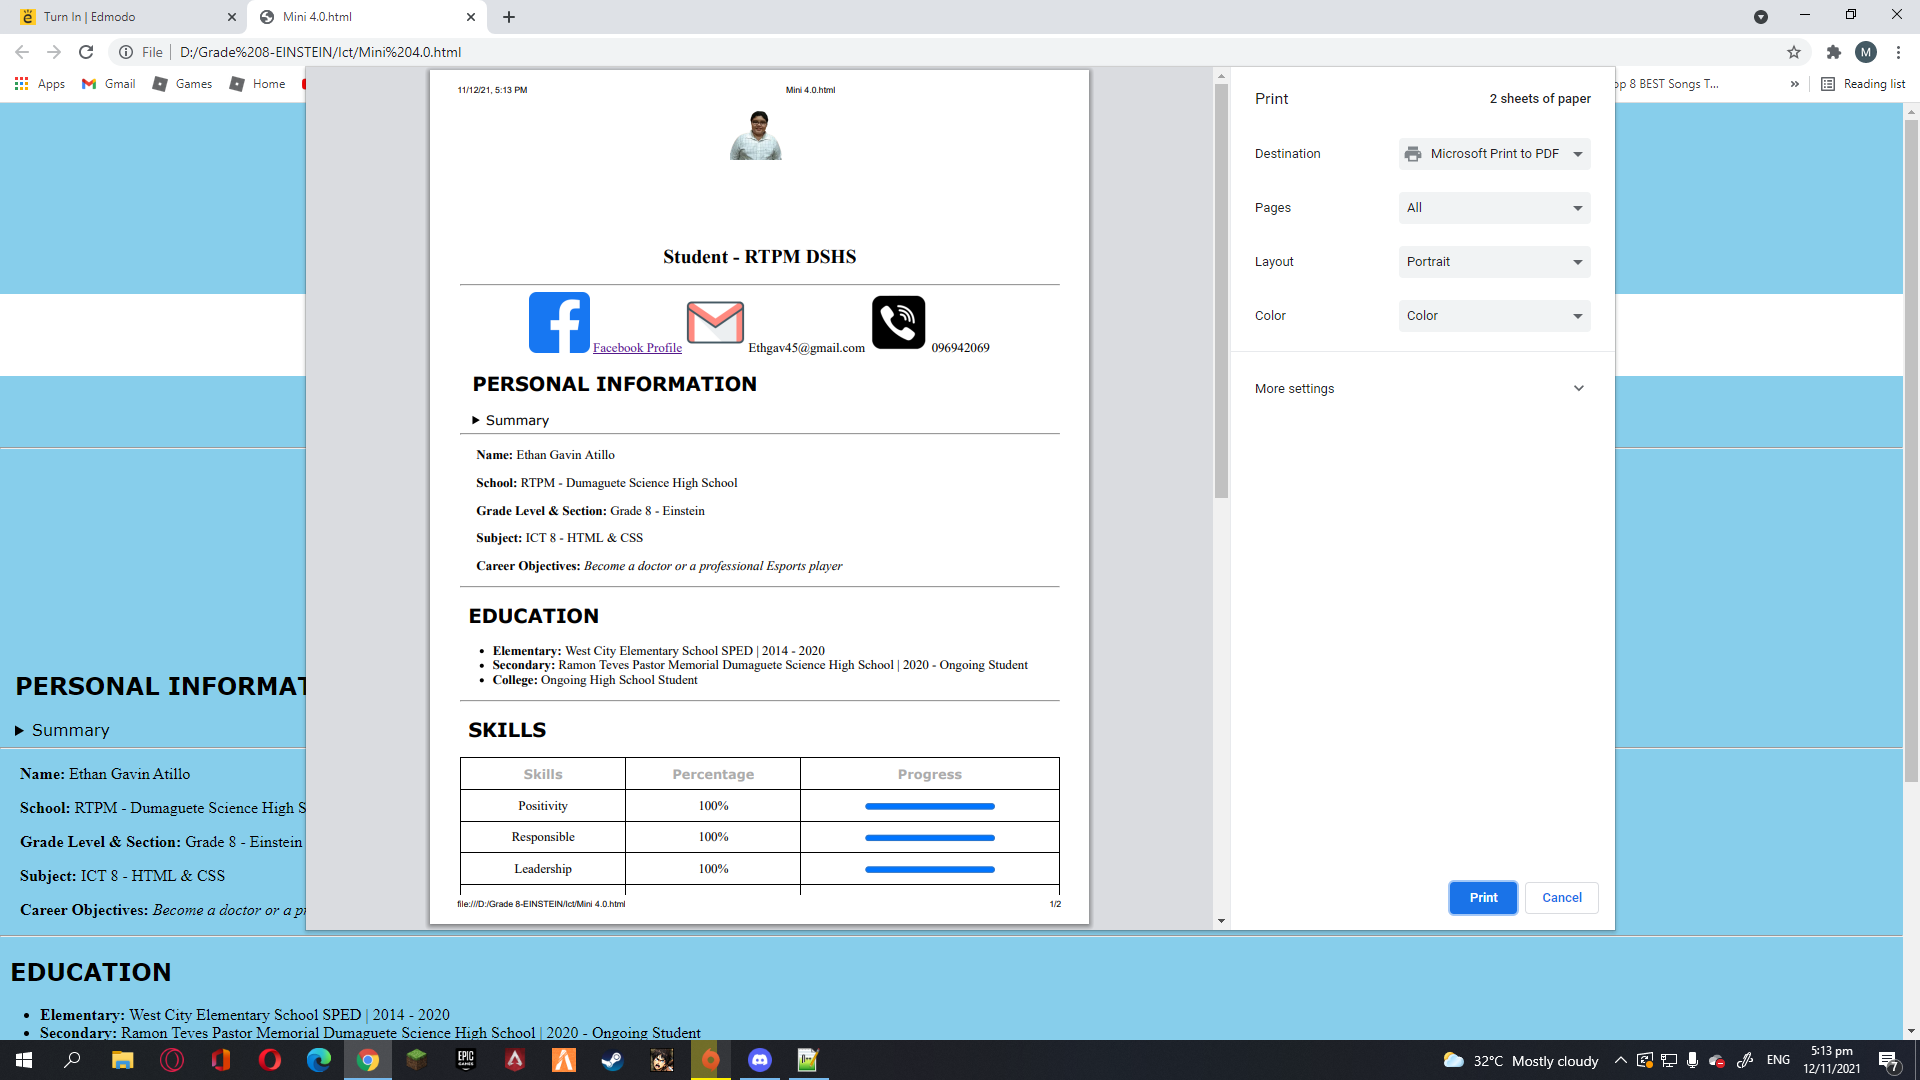 Turn In | Edmodo
Mini 4.0.html
File
D:/Grade%208-EINSTEIN/Ict/Mini%204.0.html
M
Apps
Gmail
Games
Home
op 8 BEST Songs T...
»
Reading list
11/12/21, 5:13 PM
Mini 4.0.html
Student - RTPM DSHS
Facebook Profile
Ethgav45@gmail.com
096942069
PERSONAL INFORMATION
Summary
Name: Ethan Gavin Atillo
School: RTPM - Dumaguete Science High School
Grade Level & Section: Grade 8 - Einstein
Subject: ICT 8 - HTML & CSS
Career Objectives: Become a doctor or a professional Esports player
EDUCATION
Elementary: West City Elementary School SPED | 2014 - 2020
Secondary: Ramon Teves Pastor Memorial Dumaguete Science High School | 2020 - Ongoing Student
College: Ongoing High School Student
SKILLS
Skills Percentage Progress
Positivity 100%
Responsible 100%
Leadership 100%
file:///D:/Grade 8-EINSTEIN/Ict/Mini 4.0.html
1/2
Print
2 sheets of paper
Destination
Microsoft Print to PDF
Pages
All
Layout
Portrait
Color
Color
More settings
Print
Cancel
PERSONAL INFORMAT
Summary
Name: Ethan Gavin Atillo
School: RTPM - Dumaguete Science High S
Grade Level & Section: Grade 8 - Einstein
Subject: ICT 8 - HTML & CSS
Career Objectives: Become a doctor or a pr
EDUCATION
Elementary: West City Elementary School SPED | 2014 - 2020
Secondary: Ramon Teves Pastor Memorial Dumaguete Science High School | 2020 - Ongoing Student
EPIC
GAMES
32°C Mostly cloudy
ENG
5:13 pm
12/11/2021
7